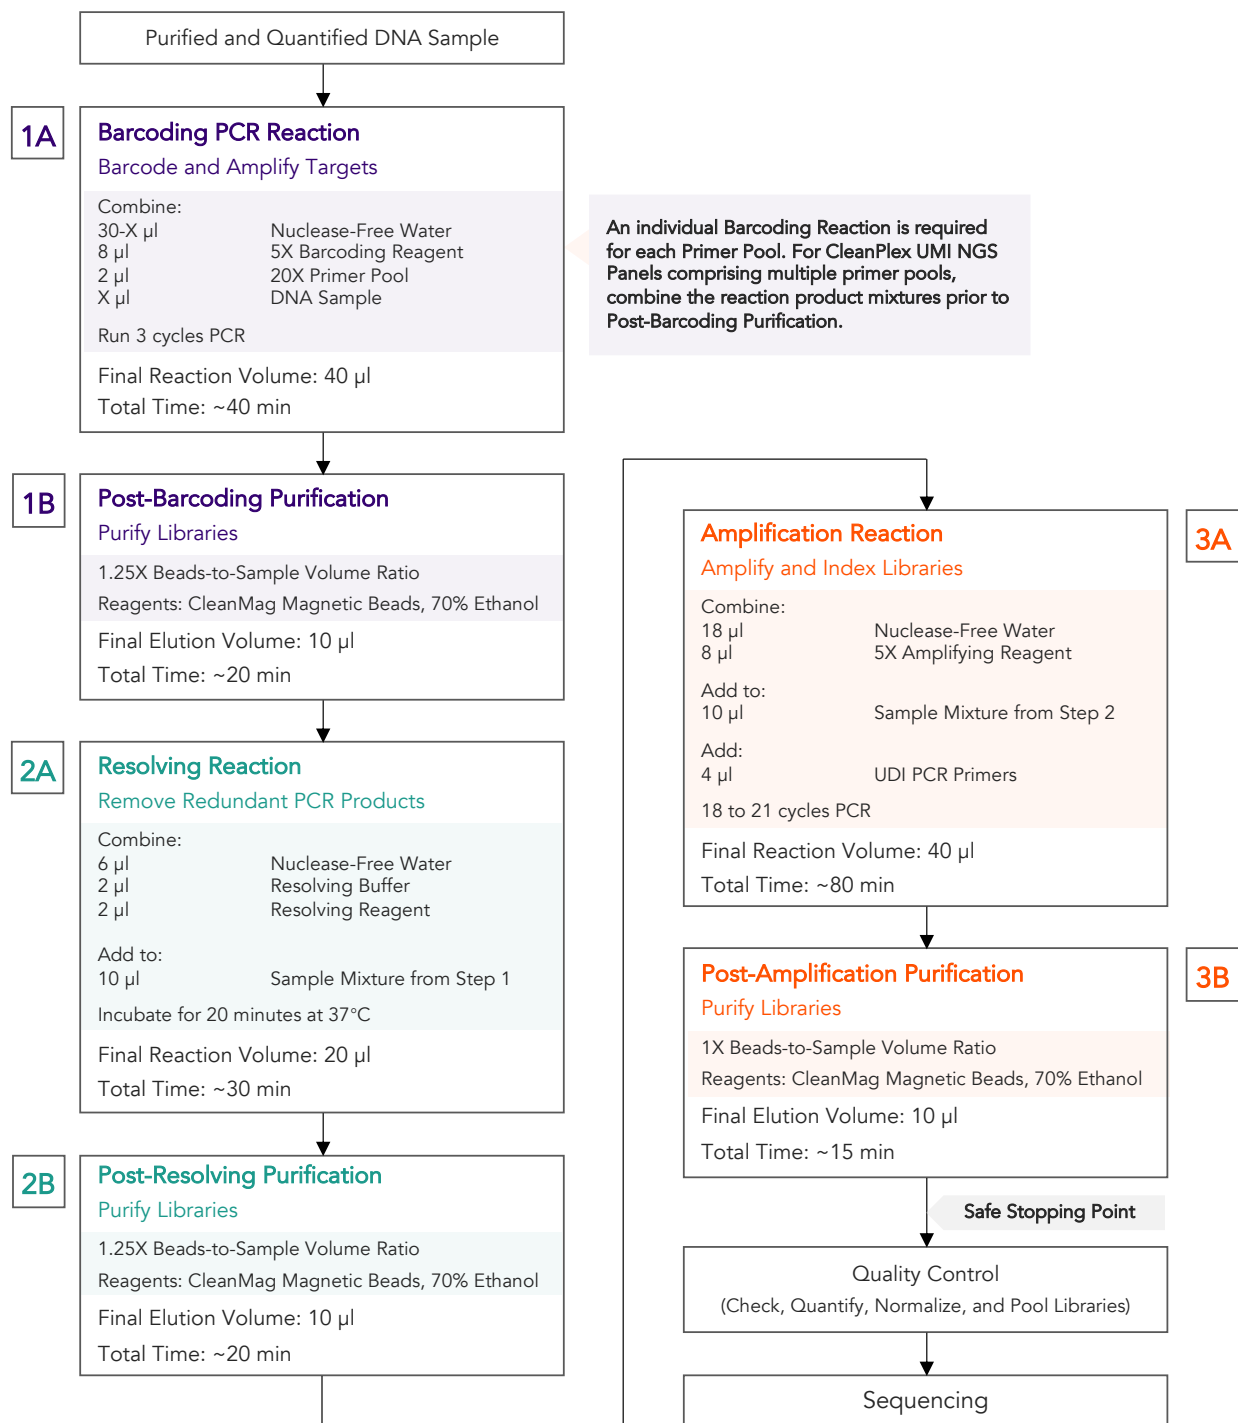 Purified and Quantified DNA Sample
1A
Barcoding PCR Reaction
Barcode and Amplify Targets
Combine:
30-X µl Nuclease-Free Water
8 µl 5X Barcoding Reagent
2 µl 20X Primer Pool
X µl DNA Sample
Run 3 cycles PCR
Final Reaction Volume: 40 µl
Total Time: ~40 min
An individual Barcoding Reaction is required
for each Primer Pool. For CleanPlex UMI NGS
Panels comprising multiple primer pools,
combine the reaction product mixtures prior to
Post-Barcoding Purification.
1B
Post-Barcoding Purification
Purify Libraries
1.25X Beads-to-Sample Volume Ratio
Reagents: CleanMag Magnetic Beads, 70% Ethanol
Final Elution Volume: 10 µl
Total Time: ~20 min
2A
Resolving Reaction
Remove Redundant PCR Products
Combine:
6 µl Nuclease-Free Water
2 µl Resolving Buffer
2 µl Resolving Reagent
Add to:
10 µl Sample Mixture from Step 1
Incubate for 20 minutes at 37°C
Final Reaction Volume: 20 µl
Total Time: ~30 min
2B
Post-Resolving Purification
Purify Libraries
1.25X Beads-to-Sample Volume Ratio
Reagents: CleanMag Magnetic Beads, 70% Ethanol
Final Elution Volume: 10 µl
Total Time: ~20 min
3A
Amplification Reaction
Amplify and Index Libraries
Combine:
18 µl Nuclease-Free Water
8 µl 5X Amplifying Reagent
Add to:
10 µl Sample Mixture from Step 2
Add:
4 µl UDI PCR Primers
18 to 21 cycles PCR
Final Reaction Volume: 40 µl
Total Time: ~80 min
3B
Post-Amplification Purification
Purify Libraries
1X Beads-to-Sample Volume Ratio
Reagents: CleanMag Magnetic Beads, 70% Ethanol
Final Elution Volume: 10 µl
Total Time: ~15 min
Safe Stopping Point
Quality Control
(Check, Quantify, Normalize, and Pool Libraries)
Sequencing